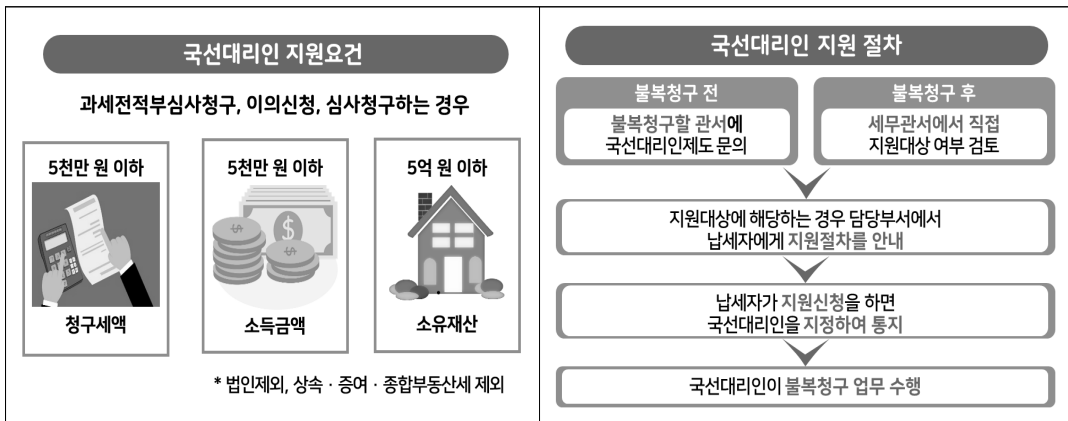 국선대리인 지원요건
과세전적부심사청구, 이의신청, 심사청구하는 경우
5천만 원 이하
청구세액
5천만 원 이하
소득금액
5억 원 이하
소유재산
* 법인제외, 상속 · 증여 · 종합부동산세 제외
국선대리인 지원 절차
불복청구 전
불복청구할 관서에
국선대리인제도 문의
불복청구 후
세무관서에서 직접
지원대상 여부 검토
지원대상에 해당하는 경우 담당부서에서
납세자에게 지원절차를 안내
납세자가 지원신청을 하면
국선대리인을 지정하여 통지
국선대리인이 불복청구 업무 수행